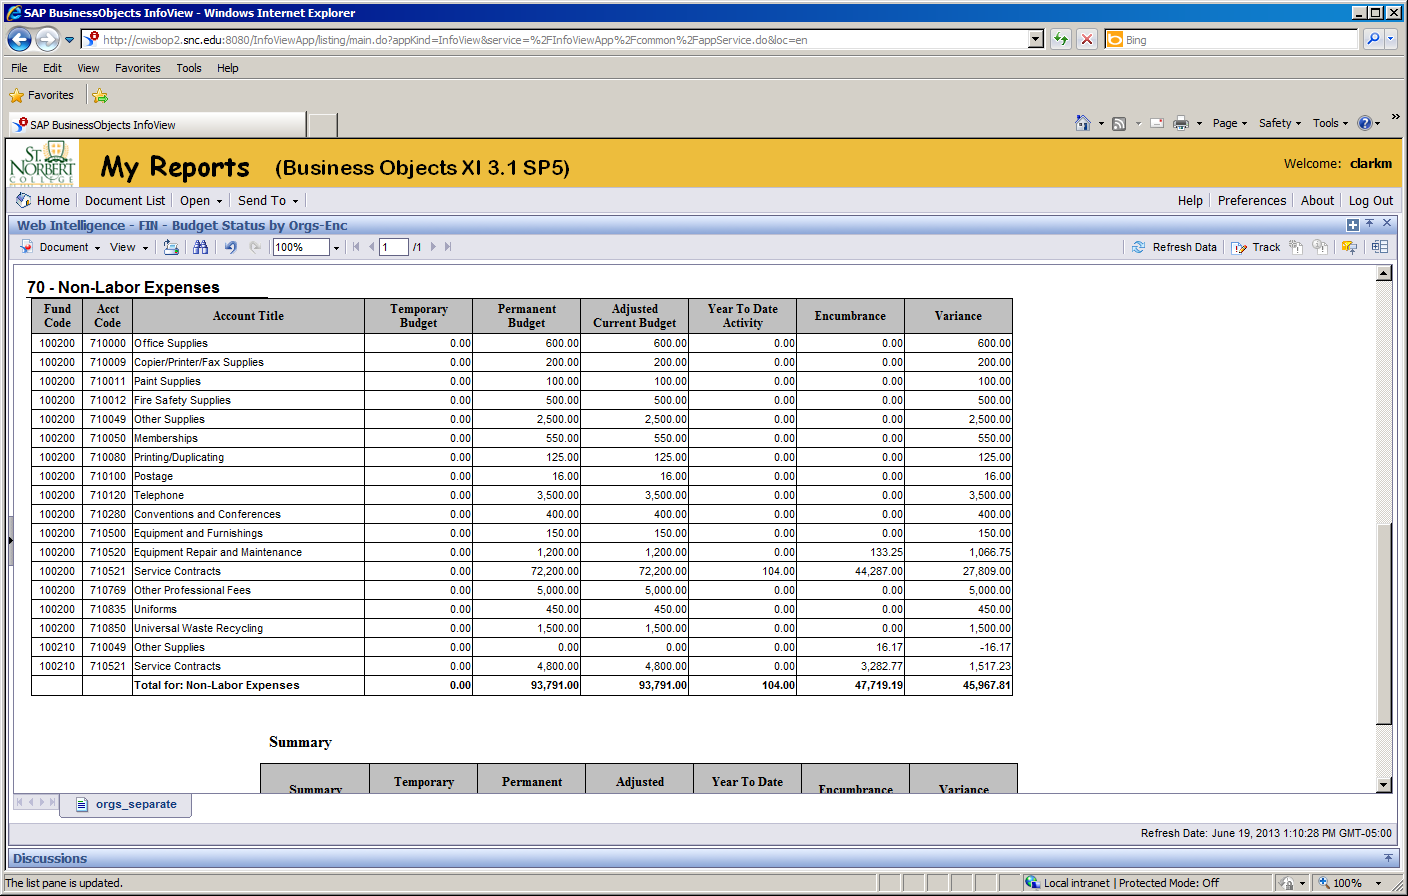 SAP BusinessObjects InfoView - Windows Internet Explorer
http://cwisbop2.snc.edu:8080/InfoViewApp/listing/main.do?appKind=InfoView&service=%2FInfoViewApp%2Fcommon%2FappService.do&loc=en
Bing
File Edit View Favorites Tools Help
Favorites
SAP BusinessObjects InfoView
Page Safety Tools »
ST. NORBERT COLLEGE
My Reports (Business Objects XI 3.1 SP5)
Welcome: clarkm
Home Document List Open Send To Help Preferences About Log Out
Web Intelligence - FIN - Budget Status by Orgs-Enc
Document View 100% 1 /1 Refresh Data Track
70 - Non-Labor Expenses
Fund Code Acct Code Account Title Temporary Budget Permanent Budget Adjusted Current Budget Year To Date Activity Encumbrance Variance
100200 710000 Office Supplies 0.00 600.00 600.00 0.00 0.00 600.00
100200 710009 Copier/Printer/Fax Supplies 0.00 200.00 200.00 0.00 0.00 200.00
100200 710011 Paint Supplies 0.00 100.00 100.00 0.00 0.00 100.00
100200 710012 Fire Safety Supplies 0.00 500.00 500.00 0.00 0.00 500.00
100200 710049 Other Supplies 0.00 2,500.00 2,500.00 0.00 0.00 2,500.00
100200 710050 Memberships 0.00 550.00 550.00 0.00 0.00 550.00
100200 710080 Printing/Duplicating 0.00 125.00 125.00 0.00 0.00 125.00
100200 710100 Postage 0.00 16.00 16.00 0.00 0.00 16.00
100200 710120 Telephone 0.00 3,500.00 3,500.00 0.00 0.00 3,500.00
100200 710280 Conventions and Conferences 0.00 400.00 400.00 0.00 0.00 400.00
100200 710500 Equipment and Furnishings 0.00 150.00 150.00 0.00 0.00 150.00
100200 710520 Equipment Repair and Maintenance 0.00 1,200.00 1,200.00 0.00 133.25 1,066.75
100200 710521 Service Contracts 0.00 72,200.00 72,200.00 104.00 44,287.00 27,809.00
100200 710769 Other Professional Fees 0.00 5,000.00 5,000.00 0.00 0.00 5,000.00
100200 710835 Uniforms 0.00 450.00 450.00 0.00 0.00 450.00
100200 710850 Universal Waste Recycling 0.00 1,500.00 1,500.00 0.00 0.00 1,500.00
100210 710049 Other Supplies 0.00 0.00 0.00 0.00 16.17 -16.17
100210 710521 Service Contracts 0.00 4,800.00 4,800.00 0.00 3,282.77 1,517.23
Total for: Non-Labor Expenses 0.00 93,791.00 93,791.00 104.00 47,719.19 45,967.81
Summary
Summary Temporary Permanent Adjusted Year To Date Encumbrance Variance
orgs_separate
Refresh Date: June 19, 2013 1:10:28 PM GMT-05:00
Discussions
The list pane is updated. Local intranet | Protected Mode: Off 100%